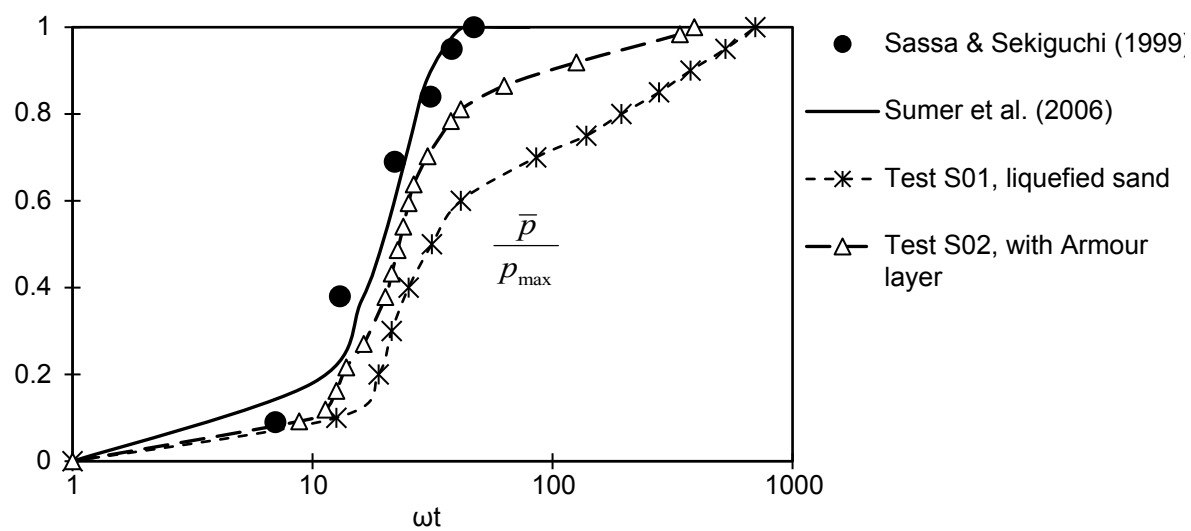 1
0.8
0.6
0.4
0.2
0
1
10
100
1000
ωt
p̅
pmax
Sassa & Sekiguchi (1999)
Sumer et al. (2006)
Test S01, liquefied sand
Test S02, with Armour
layer